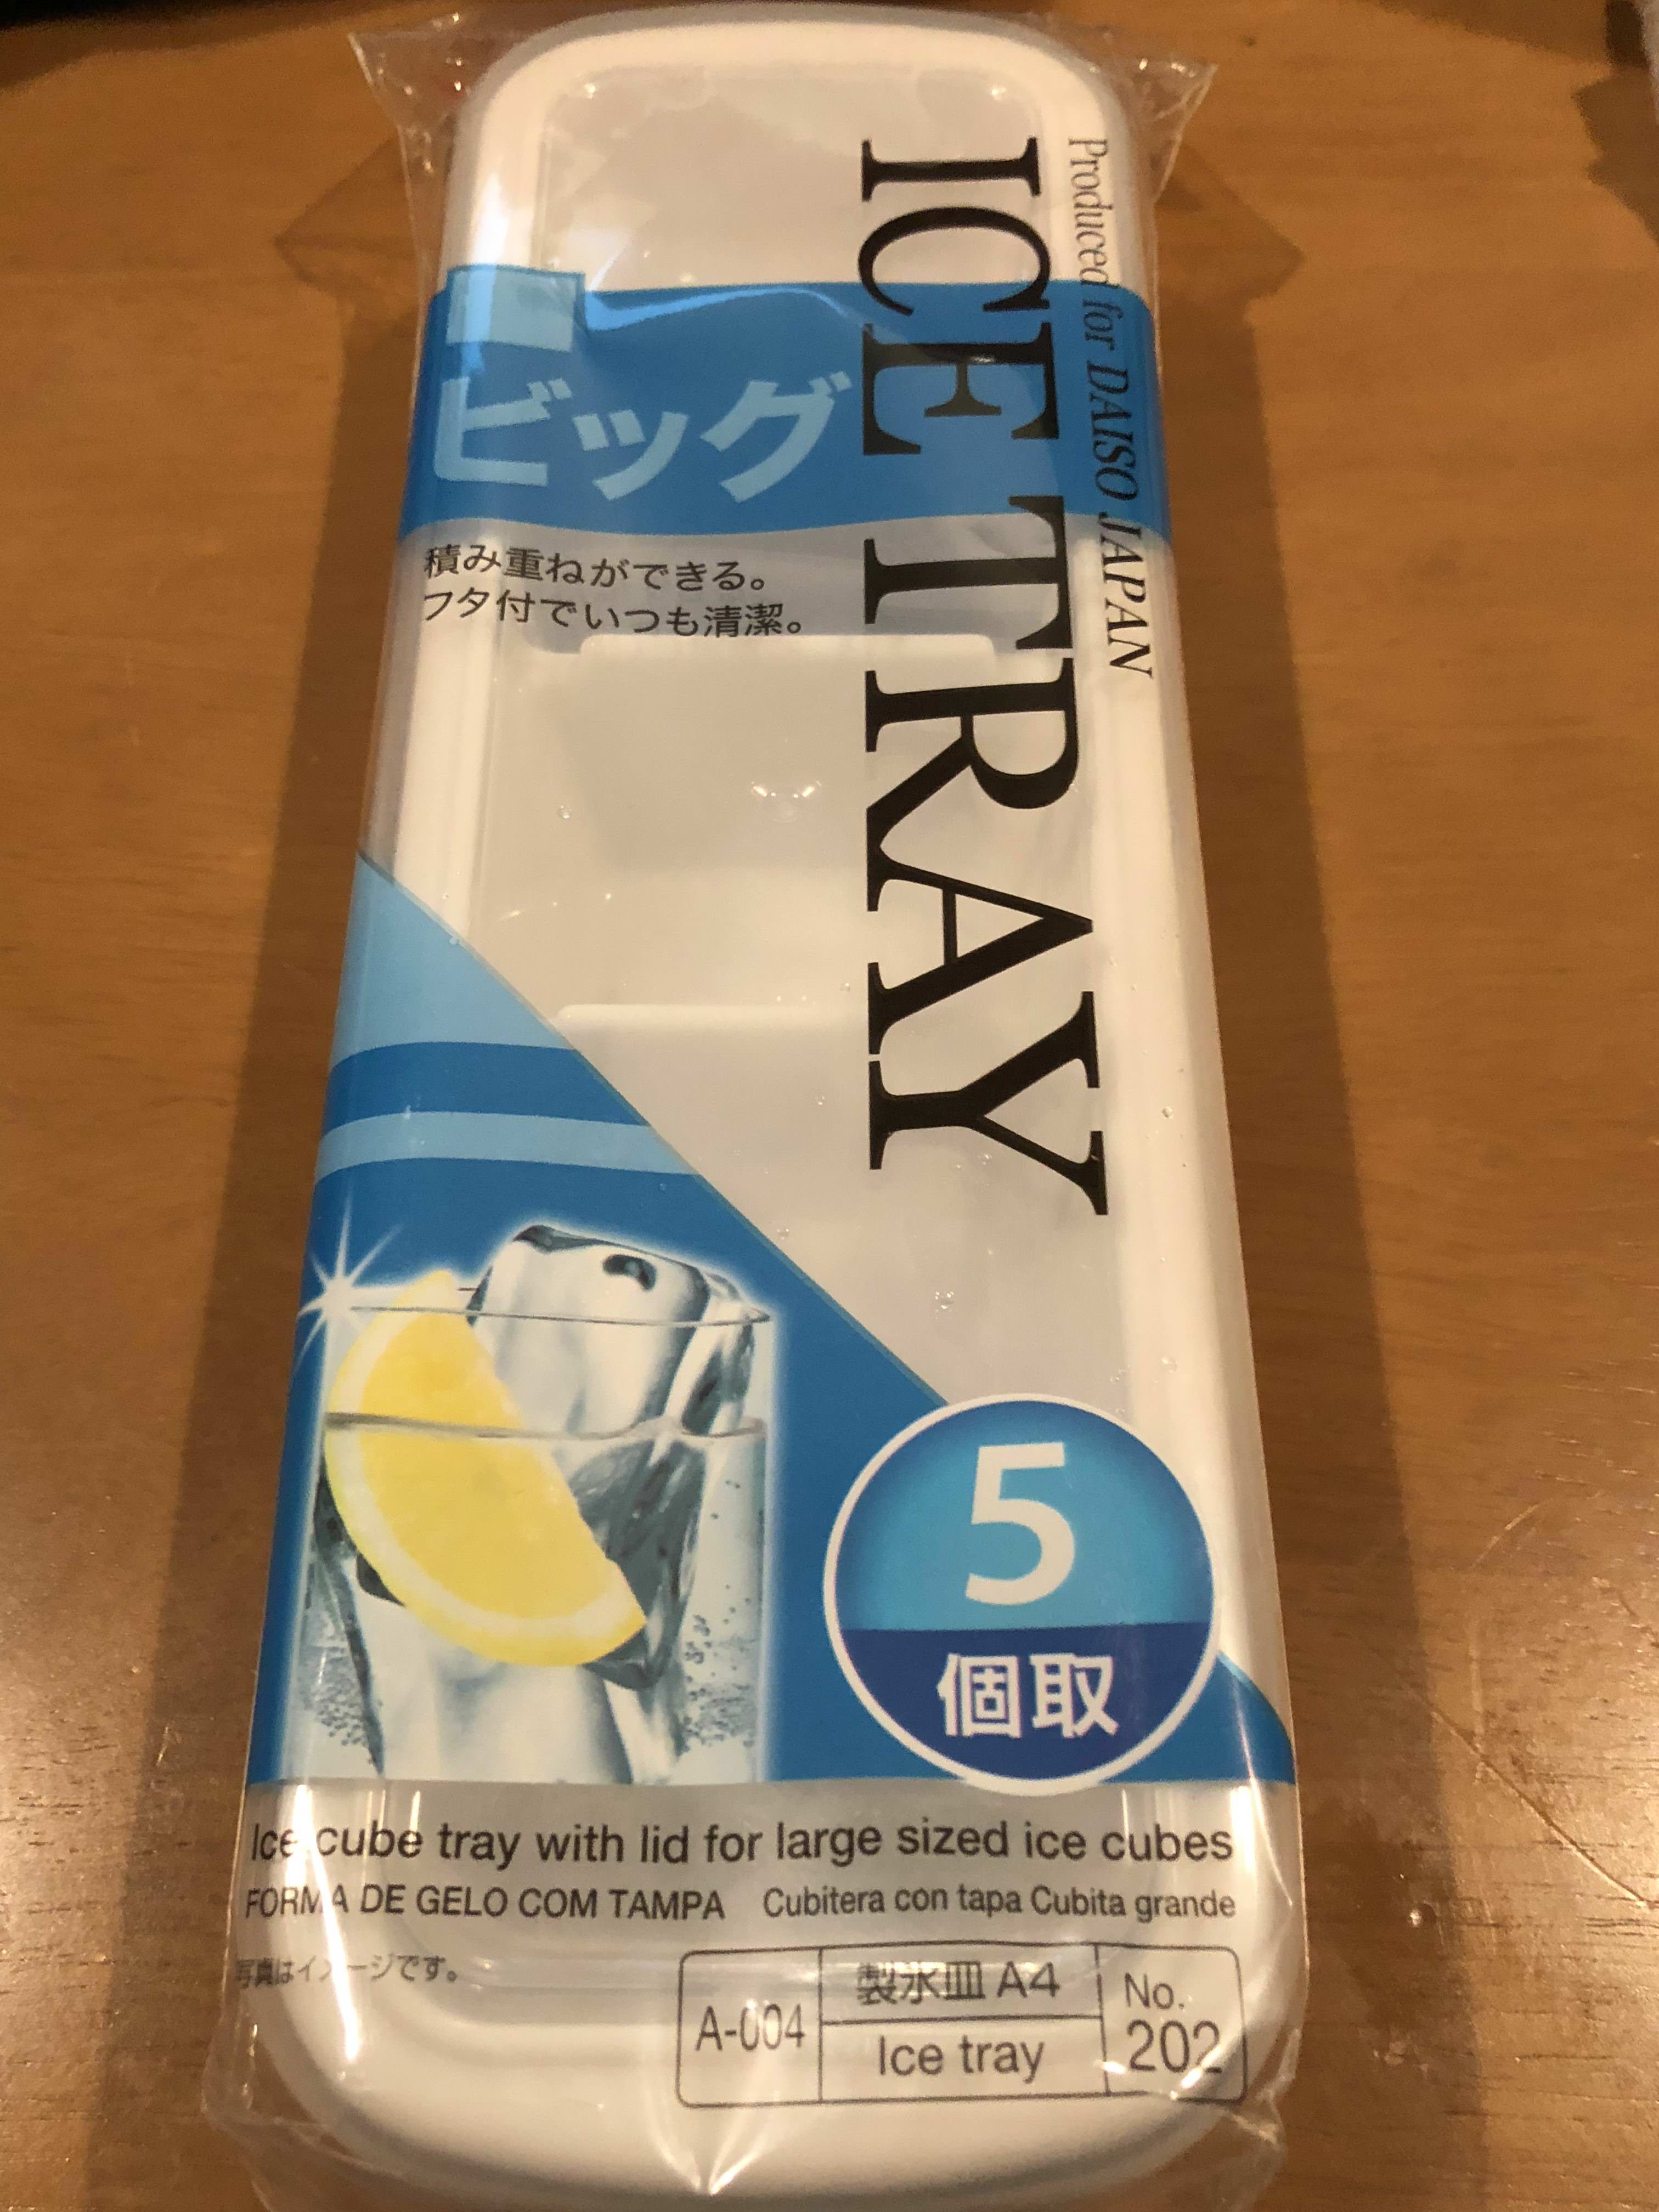 Produced for DAISO JAPAN
ICE TRAY
ビッグ
積み重ねができる。
フタ付でいつも清潔。
5
個取
Ice cube tray with lid for large sized ice cubes
FORMA DE GELO COM TAMPA Cubitera con tapa Cubita grande
写真はイメージです。
A-004
製氷皿 A4
Ice tray
No.
202